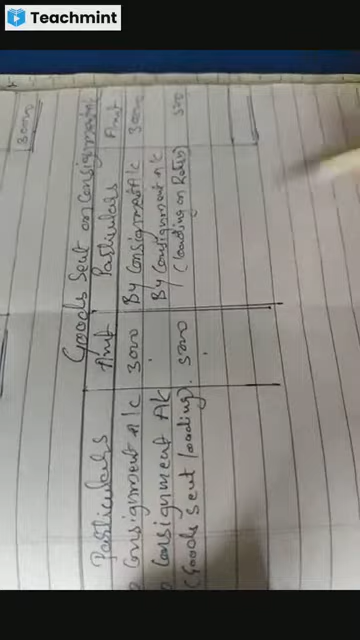 Teachmint
Goods Sent on Consignment A/c
Particulars Amt Particulars Amt
Consignment A/c 3000 By Consignment A/c 3000
Consignment A/c 5000 By Consignment A/c 500
(Goods sent loading) (Loading on Return)